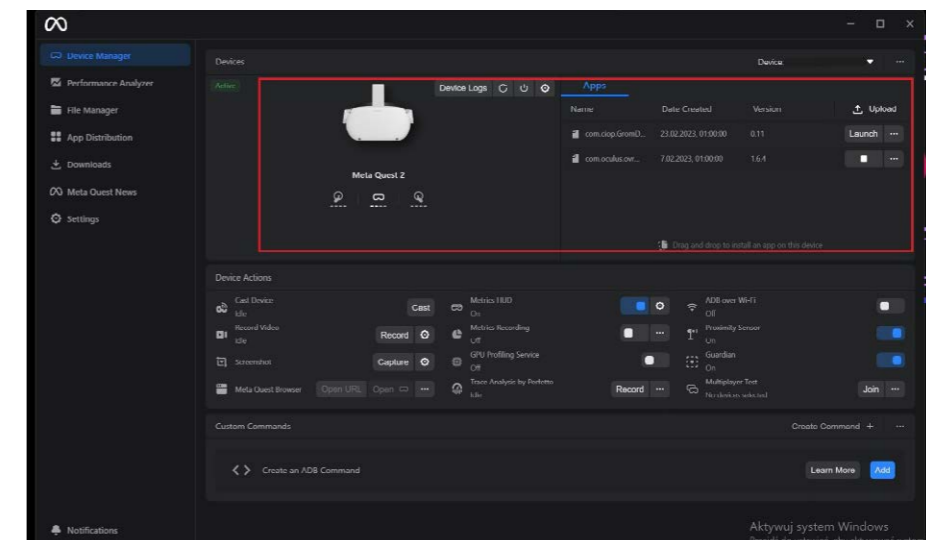 Device Manager
Performance Analyzer
File Manager
App Distribution
Downloads
Meta Quest News
Settings
Notifications
Devices
Device
Active
Device Logs
Meta Quest 2
Apps
Name Date Created Version Upload
com.ciop.GromD... 23.02.2023, 01:00:00 0.11 Launch
com.oculus.ovr... 7.02.2023, 01:00:00 1.6.4
Drag and drop to install an app on this device
Device Actions
Cast Device
Idle
Cast
Record Video
Idle
Record
Screenshot
Capture
Meta Quest Browser
Open URL
Open
Metrics HUD
On
Metrics Recording
Off
GPU Profiling Service
Off
Trace Analysis by Perfetto
Idle
Record
ADB over Wi-Fi
Off
Proximity Sensor
On
Guardian
On
Multiplayer Test
Join
Custom Commands
Create Command +
Create an ADB Command
Learn More
Add
Aktywuj system Windows